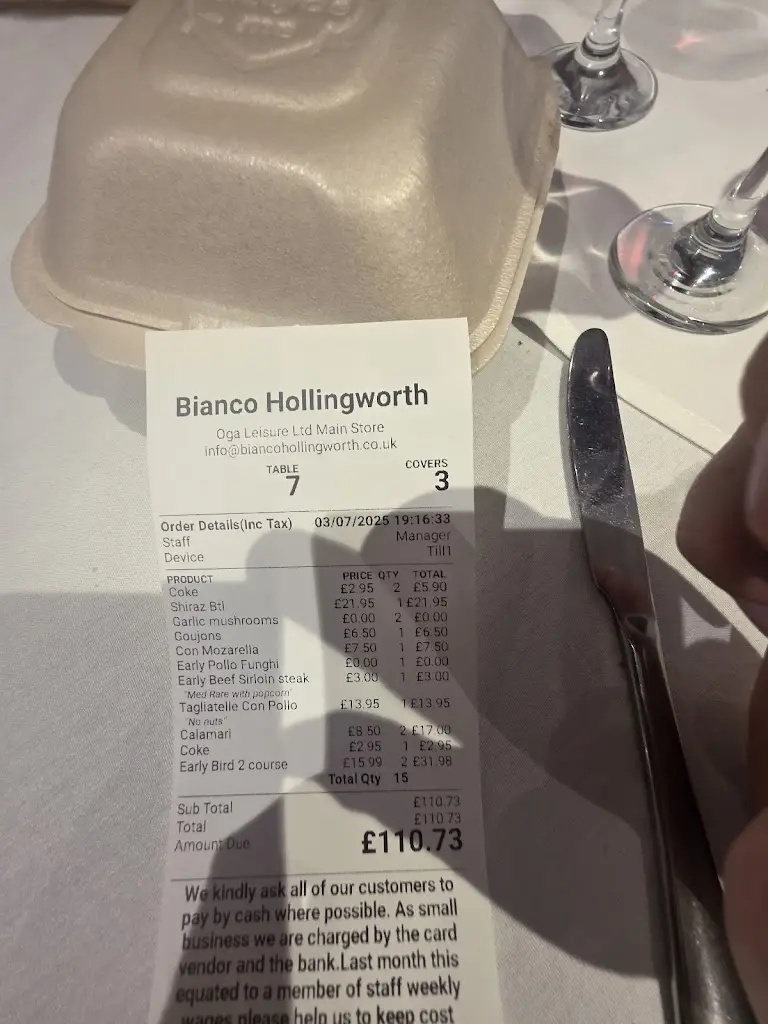 Bianco Hollingworth
Oga Leisure Ltd Main Store
info@biancohollingworth.co.uk
TABLE COVERS
7 3
Order Details(Inc Tax) 03/07/2025 19:16:33
Staff Manager
Device Till1
PRODUCT PRICE QTY TOTAL
Coke £2.95 2 £5.90
Shiraz Btl £21.95 1 £21.95
Garlic mushrooms £0.00 2 £0.00
Goujons £6.50 1 £6.50
Con Mozarella £7.50 1 £7.50
Early Pollo Funghi £0.00 1 £0.00
Early Beef Sirloin steak £3.00 1 £3.00
"Med Rare with popcorn"
Tagliatelle Con Pollo £13.95 1 £13.95
"No nuts"
Calamari £8.50 2 £17.00
Coke £2.95 1 £2.95
Early Bird 2 course £15.99 2 £31.98
Total Qty 15
Sub Total £110.73
Total £110.73
Amount Due £110.73
We kindly ask all of our customers to
pay by cash where possible. As small
business we are charged by the card
vendor and the bank.Last month this
equated to a member of staff weekly
wages please help us to keep cost